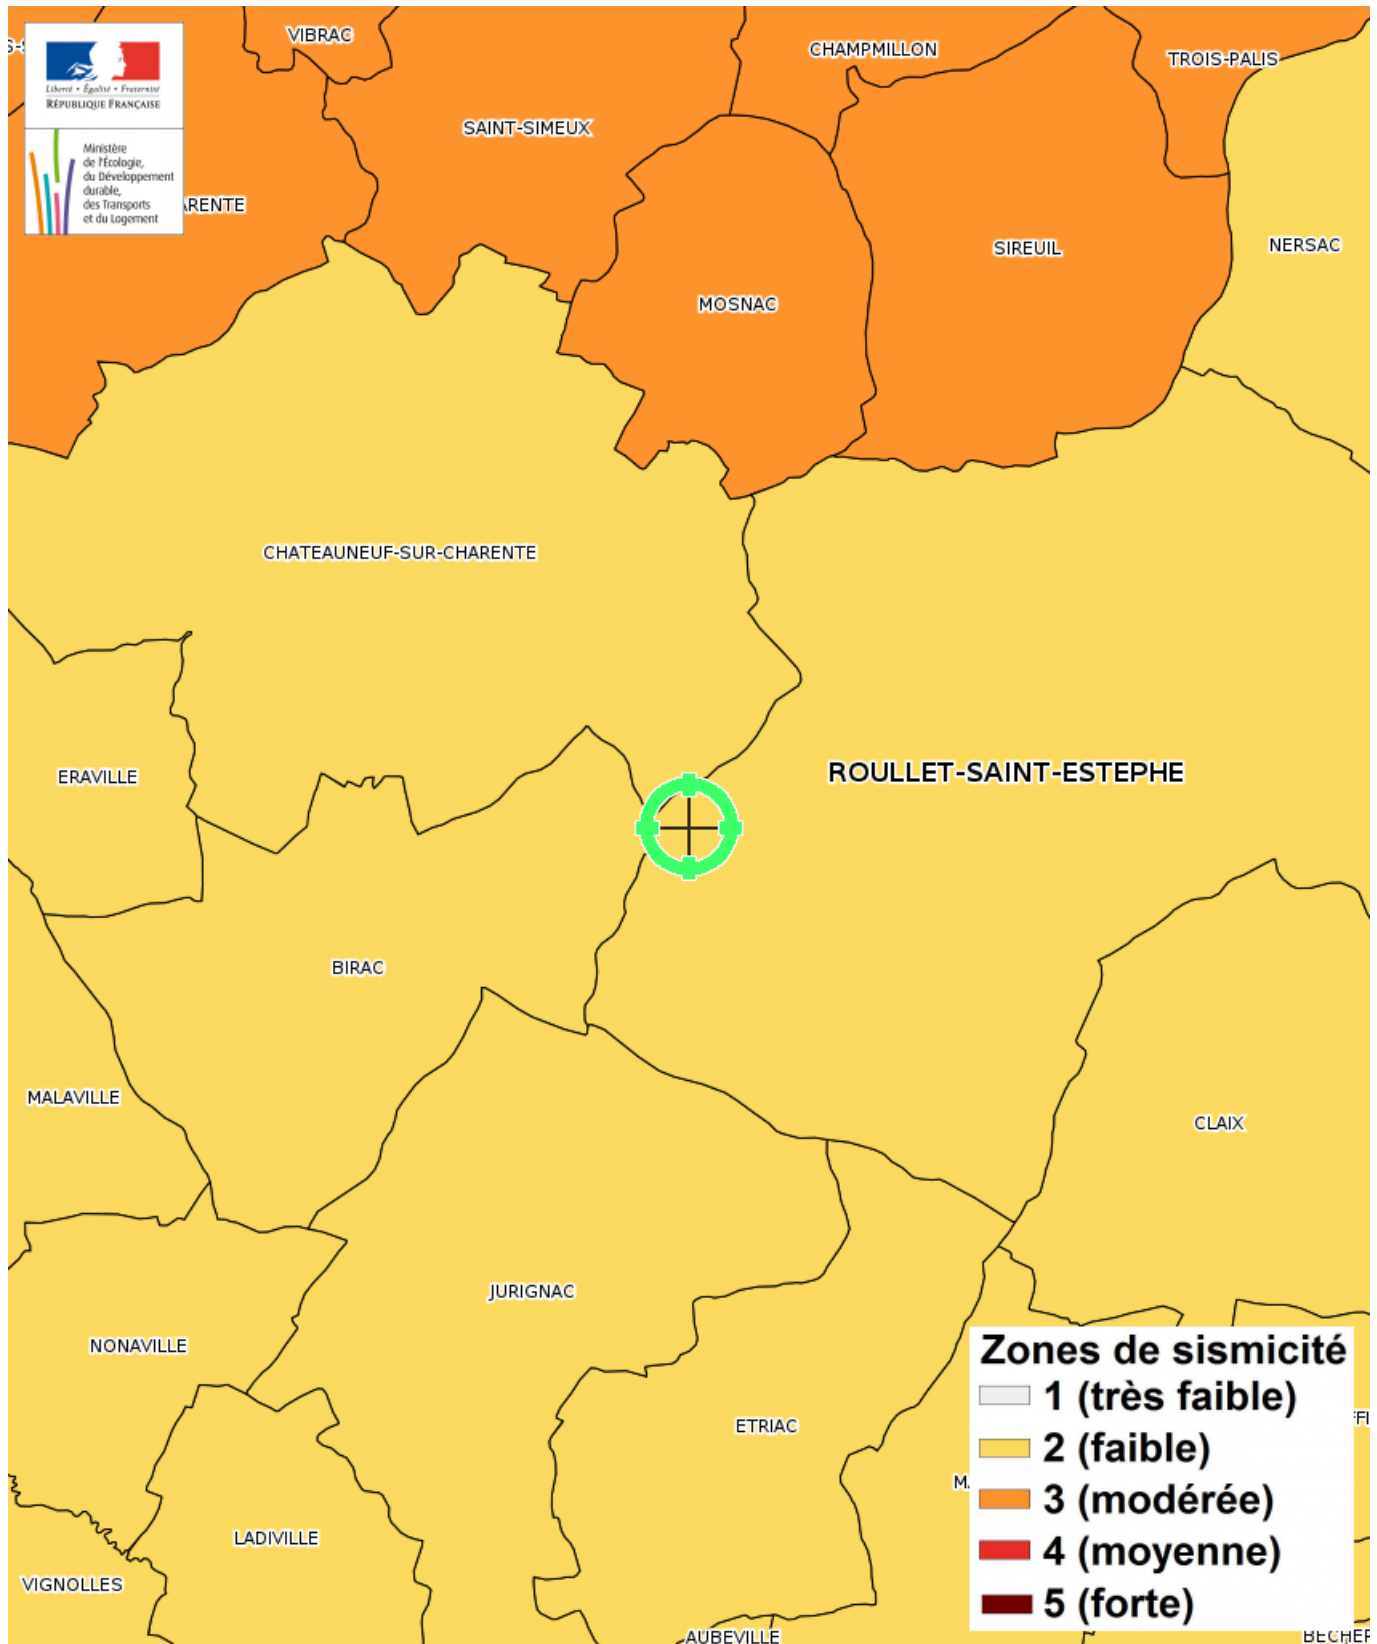 VIBRAC
CHAMPMILLON
TROIS-PALIS
Liberté • Égalité • Fraternité
RÉPUBLIQUE FRANÇAISE
SAINT-SIMEUX
Ministère
de l'Écologie,
du Développement
durable,
des Transports
et du Logement
ARENTE
SIREUIL
NERSAC
MOSNAC
CHATEAUNEUF-SUR-CHARENTE
ERAVILLE
ROULLET-SAINT-ESTEPHE
BIRAC
MALAVILLE
CLAIX
JURIGNAC
NONAVILLE
ETRIAC
LADIVILLE
VIGNOLLES
AUBEVILLE
Zones de sismicité
1 (très faible)
2 (faible)
3 (modérée)
4 (moyenne)
5 (forte)
BECHER